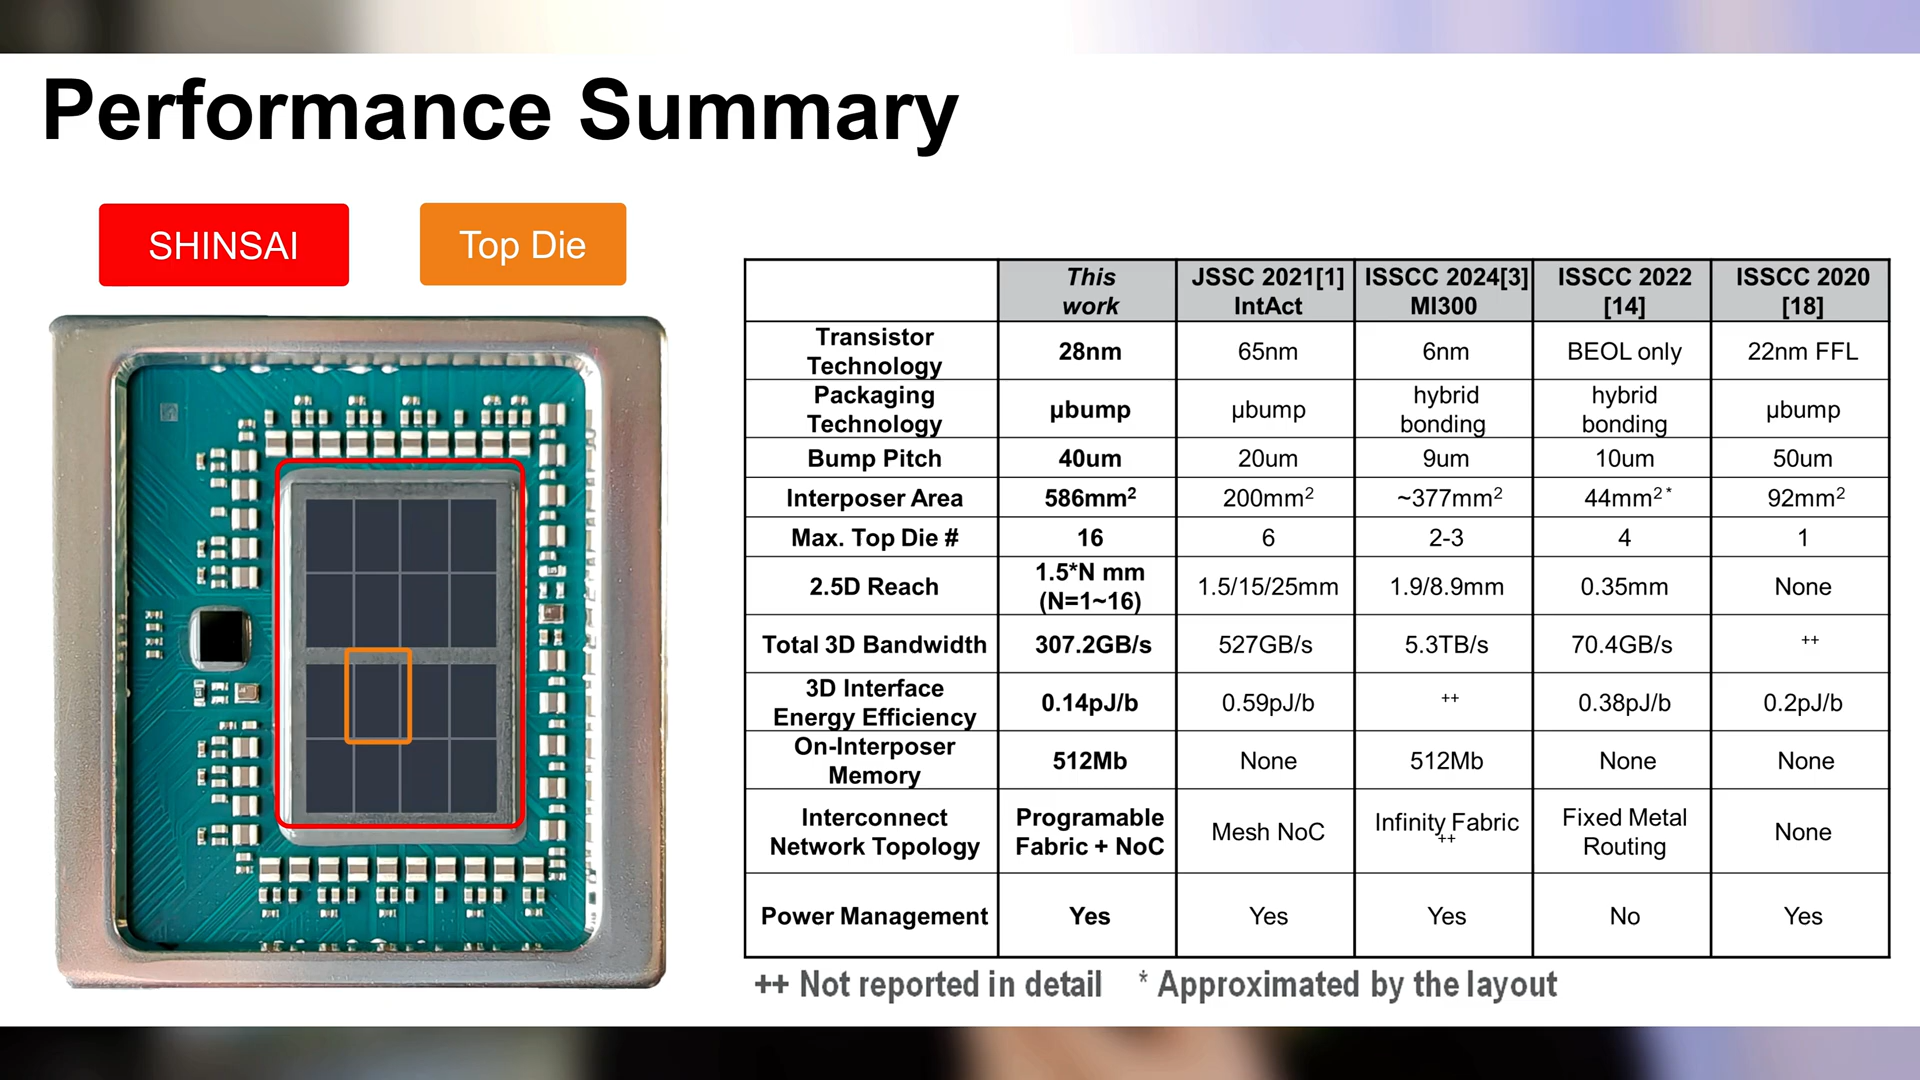 Performance Summary
SHINSAI
Top Die
This work
JSSC 2021[1] IntAct
ISSCC 2024[3] MI300
ISSCC 2022 [14]
ISSCC 2020 [18]
Transistor Technology
28nm
65nm
6nm
BEOL only
22nm FFL
Packaging Technology
µbump
µbump
hybrid bonding
hybrid bonding
µbump
Bump Pitch
40um
20um
9um
10um
50um
Interposer Area
586mm²
200mm²
~377mm²
44mm² *
92mm²
Max. Top Die #
16
6
2-3
4
1
2.5D Reach
1.5*N mm (N=1~16)
1.5/15/25mm
1.9/8.9mm
0.35mm
None
Total 3D Bandwidth
307.2GB/s
527GB/s
5.3TB/s
70.4GB/s
++
3D Interface Energy Efficiency
0.14pJ/b
0.59pJ/b
++
0.38pJ/b
0.2pJ/b
On-Interposer Memory
512Mb
None
512Mb
None
None
Interconnect Network Topology
Programable Fabric + NoC
Mesh NoC
Infinity Fabric ++
Fixed Metal Routing
None
Power Management
Yes
Yes
Yes
No
Yes
++ Not reported in detail * Approximated by the layout